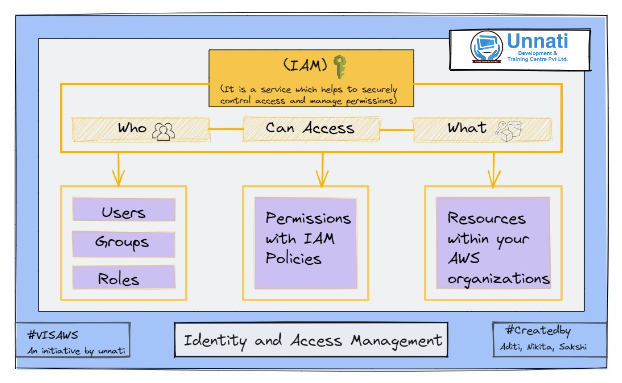 Unnati
Development &
Training Centre Pvt Ltd.
(IAM)
(It is a service which helps to securely
control access and manage permissions)
Who
Can Access
What
Users
Groups
Roles
Permissions
with IAM
Policies
Resources
within your
AWS
organizations
#VISAWS
An initiative by unnati
Identity and Access Management
#Createdby
Aditi, Nikita, Sakshi